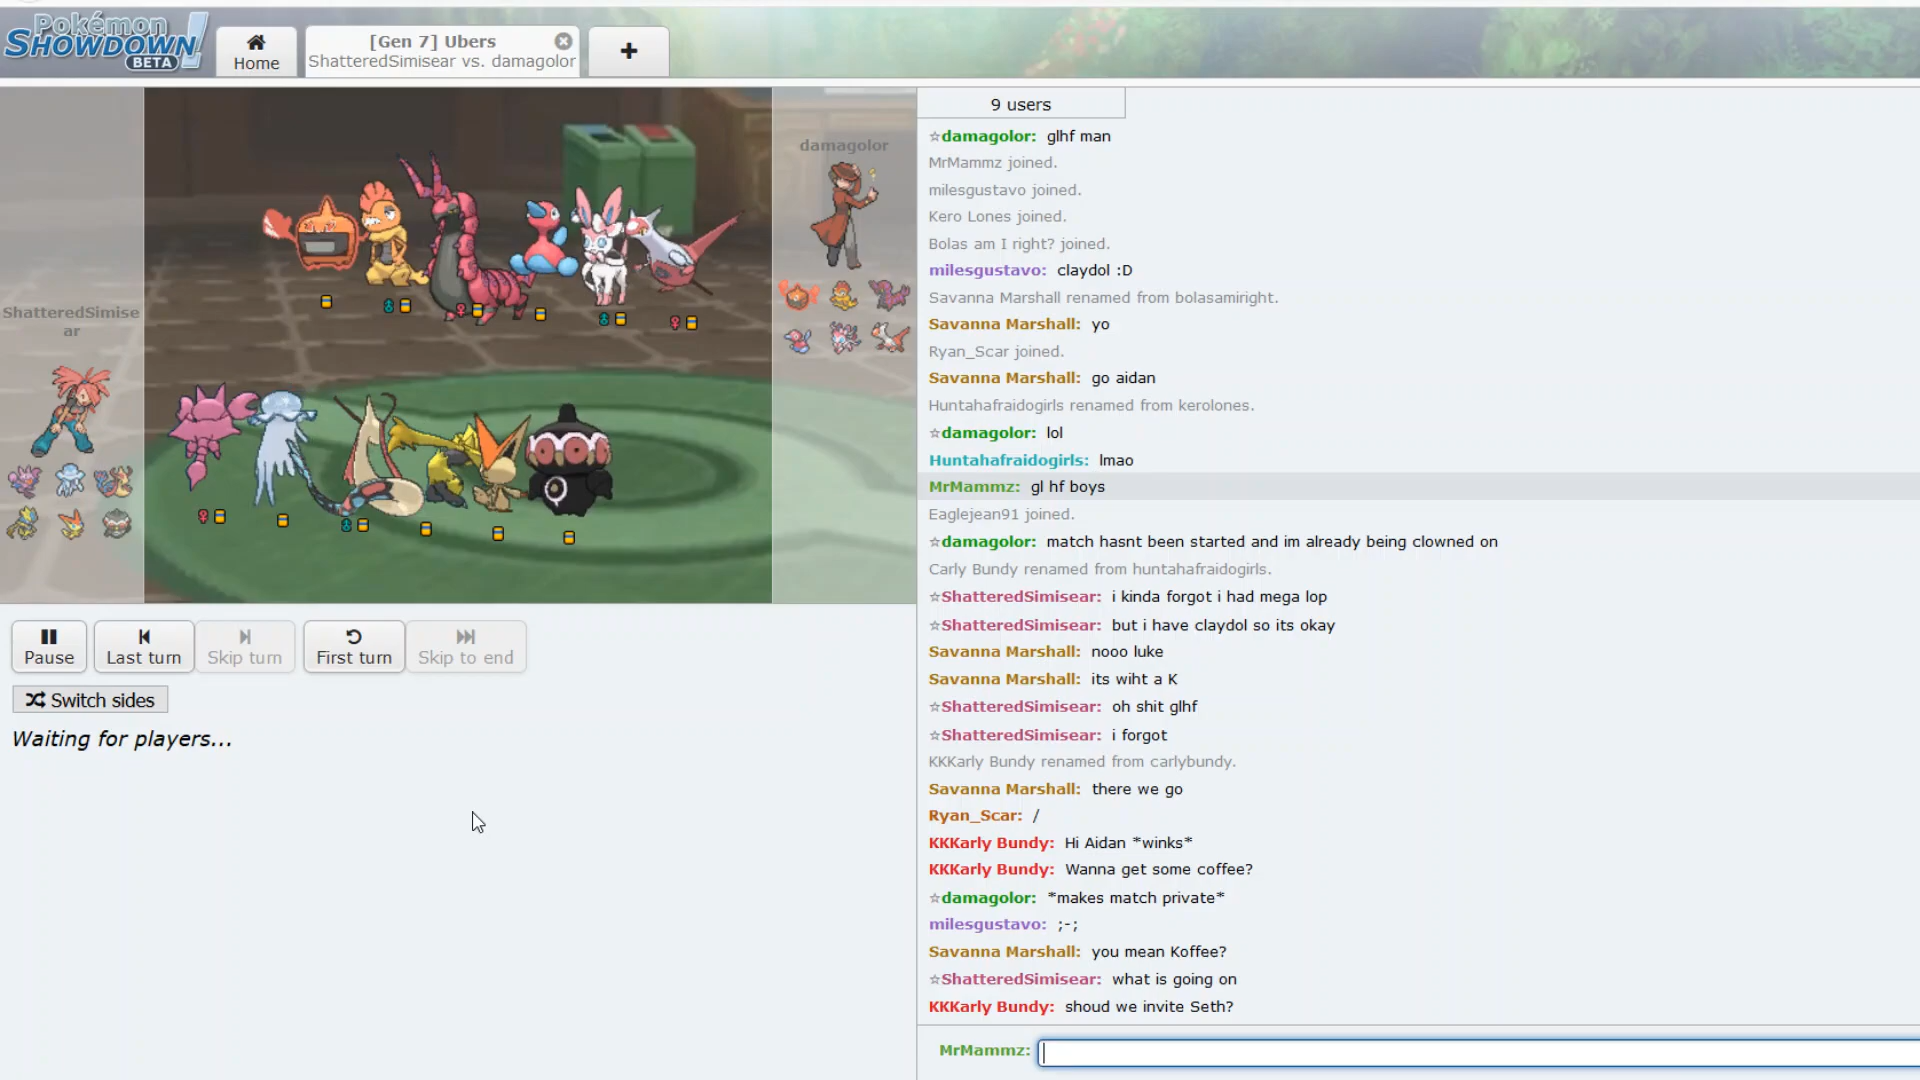 Pokémon
SHOWDOWN!
BETA
Home
[Gen 7] Ubers
ShatteredSimisear vs. damagolor
+
9 users
damagolor
ShatteredSimise
ar
☆damagolor: glhf man
MrMammz joined.
milesgustavo joined.
Kero Lones joined.
Bolas am I right? joined.
milesgustavo: claydol :D
Savanna Marshall renamed from bolasamiright.
Savanna Marshall: yo
Ryan_Scar joined.
Savanna Marshall: go aidan
Huntahafraidogirls renamed from kerolones.
☆damagolor: lol
Huntahafraidogirls: lmao
MrMammz: gl hf boys
Eaglejean91 joined.
☆damagolor: match hasnt been started and im already being clowned on
Carly Bundy renamed from huntahafraidogirls.
☆ShatteredSimisear: i kinda forgot i had mega lop
☆ShatteredSimisear: but i have claydol so its okay
Savanna Marshall: nooo luke
Savanna Marshall: its wiht a K
☆ShatteredSimisear: oh shit glhf
☆ShatteredSimisear: i forgot
KKKarly Bundy renamed from carlybundy.
Savanna Marshall: there we go
Ryan_Scar: /
KKKarly Bundy: Hi Aidan *winks*
KKKarly Bundy: Wanna get some coffee?
☆damagolor: *makes match private*
milesgustavo: ;-;
Savanna Marshall: you mean Koffee?
☆ShatteredSimisear: what is going on
KKKarly Bundy: shoud we invite Seth?
MrMammz:
Pause
Last turn
Skip turn
First turn
Skip to end
Switch sides
Waiting for players...